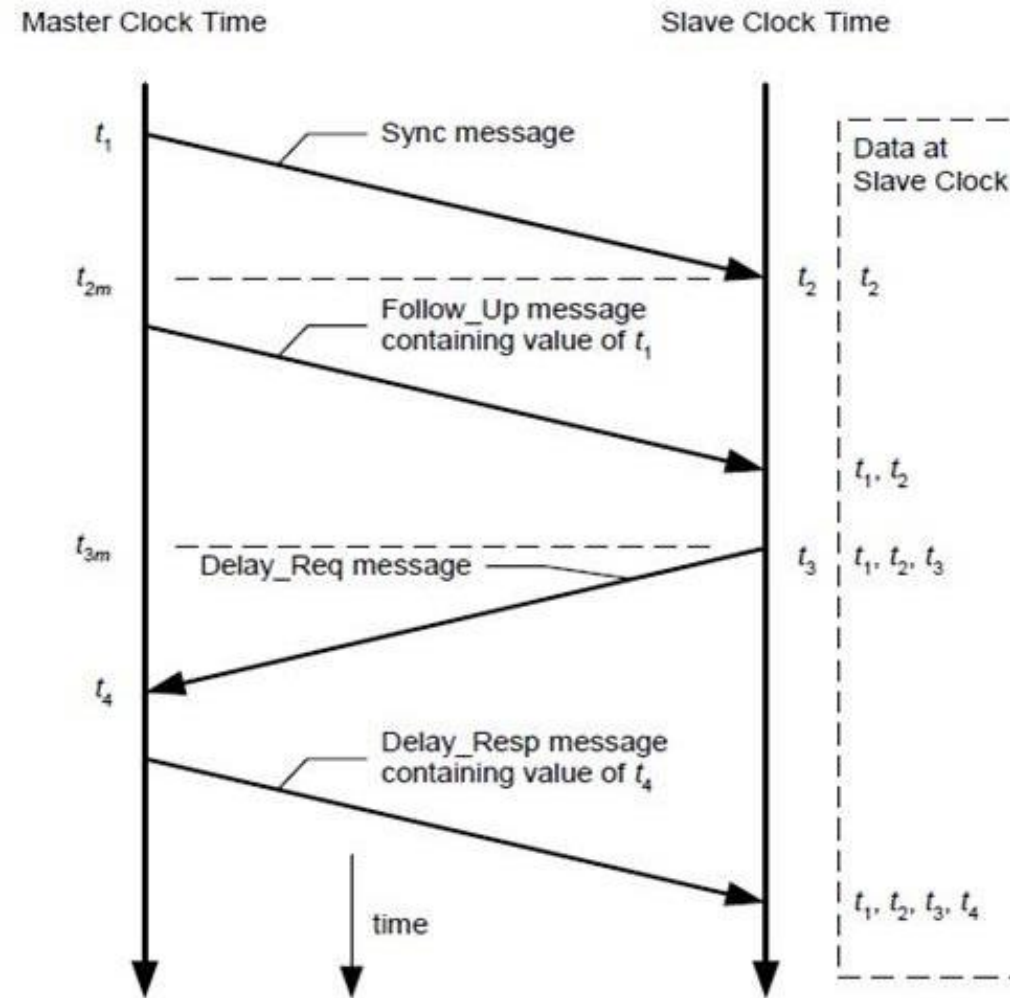 Master Clock Time
Slave Clock Time
t₁
Sync message
Data at
Slave Clock
t₂ₘ
t₂
t₂
Follow_Up message
containing value of t₁
t₁, t₂
t₃ₘ
Delay_Req message
t₃
t₁, t₂, t₃
t₄
Delay_Resp message
containing value of t₄
t₁, t₂, t₃, t₄
time